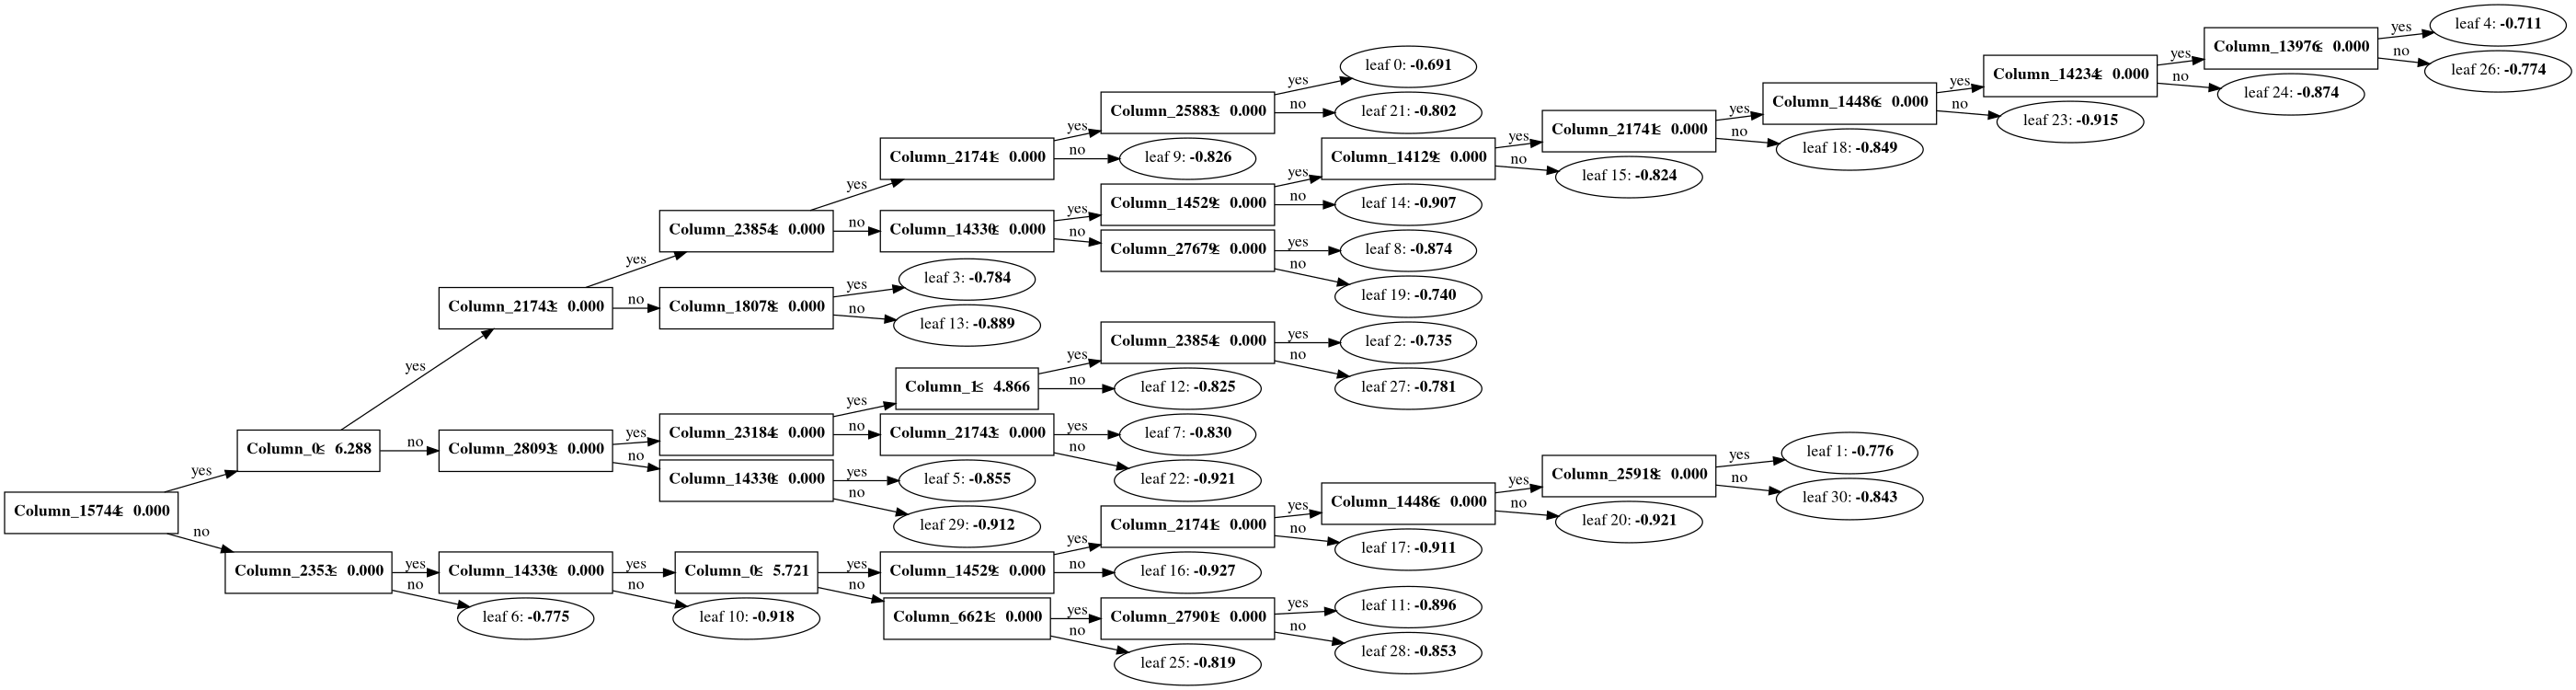 Column_15744≤ 0.000
yes
Column_0≤ 6.288
yes
Column_21743≤ 0.000
yes
Column_23854≤ 0.000
yes
Column_21741≤ 0.000
yes
Column_25883≤ 0.000
yes
leaf 0: -0.691
no
leaf 21: -0.802
no
leaf 9: -0.826
no
Column_14330≤ 0.000
yes
Column_14529≤ 0.000
yes
Column_14129≤ 0.000
yes
Column_21741≤ 0.000
yes
Column_14486≤ 0.000
yes
Column_14234≤ 0.000
yes
Column_13976≤ 0.000
yes
leaf 4: -0.711
no
leaf 26: -0.774
no
leaf 24: -0.874
no
leaf 23: -0.915
no
leaf 18: -0.849
no
leaf 15: -0.824
no
leaf 14: -0.907
no
Column_27679≤ 0.000
yes
leaf 8: -0.874
no
leaf 19: -0.740
no
Column_18078≤ 0.000
yes
leaf 3: -0.784
no
leaf 13: -0.889
no
Column_28093≤ 0.000
yes
Column_23184≤ 0.000
yes
Column_1≤ 4.866
yes
Column_23854≤ 0.000
yes
leaf 2: -0.735
no
leaf 27: -0.781
no
leaf 12: -0.825
no
Column_21743≤ 0.000
yes
leaf 7: -0.830
no
leaf 22: -0.921
no
Column_14330≤ 0.000
yes
leaf 5: -0.855
no
leaf 29: -0.912
no
Column_2353≤ 0.000
yes
Column_14330≤ 0.000
yes
Column_0≤ 5.721
yes
Column_14529≤ 0.000
yes
Column_21741≤ 0.000
yes
Column_14486≤ 0.000
yes
Column_25918≤ 0.000
yes
leaf 1: -0.776
no
leaf 30: -0.843
no
leaf 20: -0.921
no
leaf 17: -0.911
no
leaf 16: -0.927
no
Column_6621≤ 0.000
yes
Column_27901≤ 0.000
yes
leaf 11: -0.896
no
leaf 28: -0.853
no
leaf 25: -0.819
no
leaf 10: -0.918
no
leaf 6: -0.775